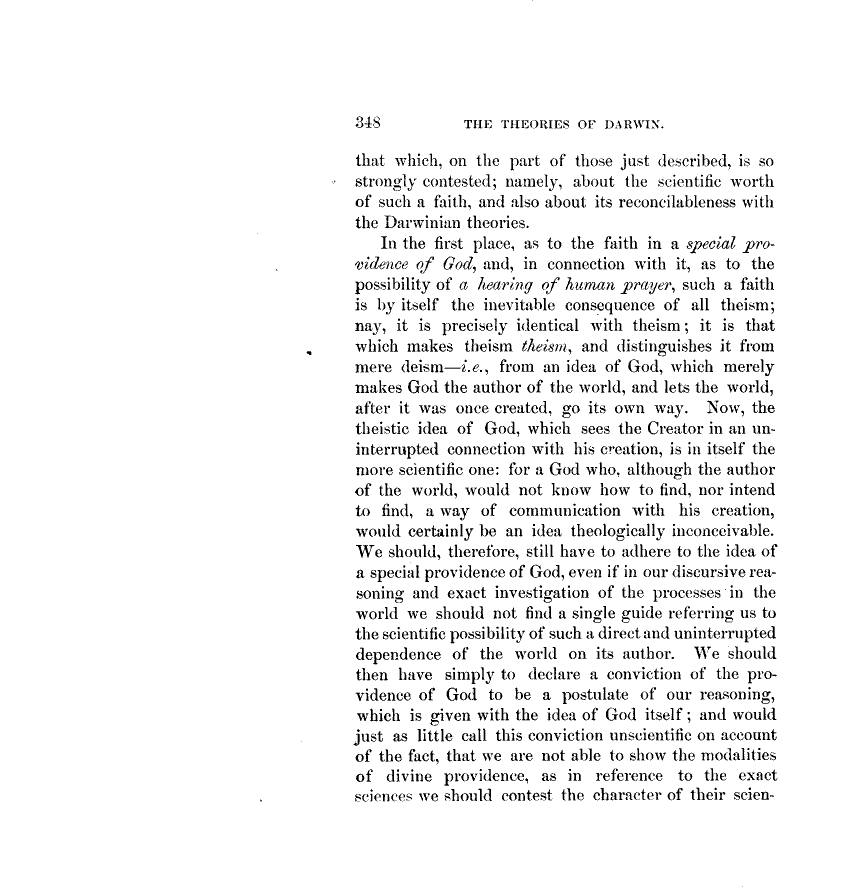 348 THE THEORIES OF DARWIN.
that which, on the part of those just described, is so
strongly contested; namely, about the scientific worth
of such a faith, and also about its reconcilableness with
the Darwinian theories.
In the first place, as to the faith in a special pro-
vidence of God, and, in connection with it, as to the
possibility of a hearing of human prayer, such a faith
is by itself the inevitable consequence of all theism;
nay, it is precisely identical with theism; it is that
which makes theism theism, and distinguishes it from
mere deism—i.e., from an idea of God, which merely
makes God the author of the world, and lets the world,
after it was once created, go its own way. Now, the
theistic idea of God, which sees the Creator in an un-
interrupted connection with his creation, is in itself the
more scientific one: for a God who, although the author
of the world, would not know how to find, nor intend
to find, a way of communication with his creation,
would certainly be an idea theologically inconceivable.
We should, therefore, still have to adhere to the idea of
a special providence of God, even if in our discursive rea-
soning and exact investigation of the processes in the
world we should not find a single guide referring us to
the scientific possibility of such a direct and uninterrupted
dependence of the world on its author. We should
then have simply to declare a conviction of the pro-
vidence of God to be a postulate of our reasoning,
which is given with the idea of God itself; and would
just as little call this conviction unscientific on account
of the fact, that we are not able to show the modalities
of divine providence, as in reference to the exact
sciences we should contest the character of their scien-